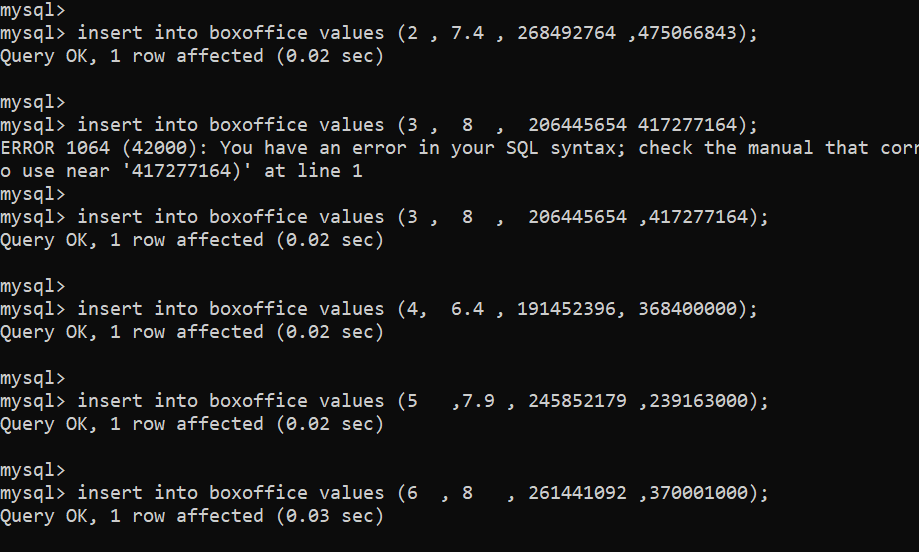 mysql>
mysql> insert into boxoffice values (2 , 7.4 , 268492764 ,475066843);
Query OK, 1 row affected (0.02 sec)
mysql>
mysql> insert into boxoffice values (3 ,  8  ,  206445654 417277164);
ERROR 1064 (42000): You have an error in your SQL syntax; check the manual that corr
o use near '417277164)' at line 1
mysql>
mysql> insert into boxoffice values (3 ,  8  ,  206445654 ,417277164);
Query OK, 1 row affected (0.02 sec)
mysql>
mysql> insert into boxoffice values (4,  6.4 , 191452396, 368400000);
Query OK, 1 row affected (0.02 sec)
mysql>
mysql> insert into boxoffice values (5   ,7.9 , 245852179 ,239163000);
Query OK, 1 row affected (0.02 sec)
mysql>
mysql> insert into boxoffice values (6  , 8   , 261441092 ,370001000);
Query OK, 1 row affected (0.03 sec)